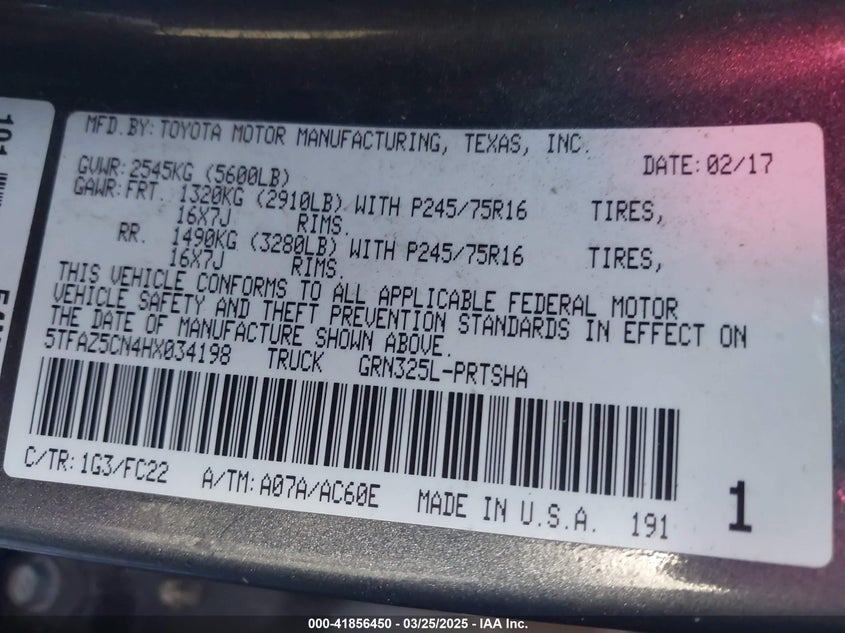 MFD.BY: TOYOTA MOTOR MANUFACTURING, TEXAS, INC.
DATE: 02/17
GVWR: 2545KG (5600LB)
GAWR: FRT. 1320KG (2910LB) WITH P245/75R16 TIRES,
16X7J RIMS.
RR. 1490KG (3280LB) WITH P245/75R16 TIRES,
16X7J RIMS.
THIS VEHICLE CONFORMS TO ALL APPLICABLE FEDERAL MOTOR
VEHICLE SAFETY AND THEFT PREVENTION STANDARDS IN EFFECT ON
THE DATE OF MANUFACTURE SHOWN ABOVE.
5TFAZ5CN4HX034198 TRUCK GRN325L-PRTSHA
C/TR: 1G3/FC22 A/TM: A07A/AC60E MADE IN U.S.A. 191 1
000-41856450 / 03/25/2025 / Copyright IAA, Inc.